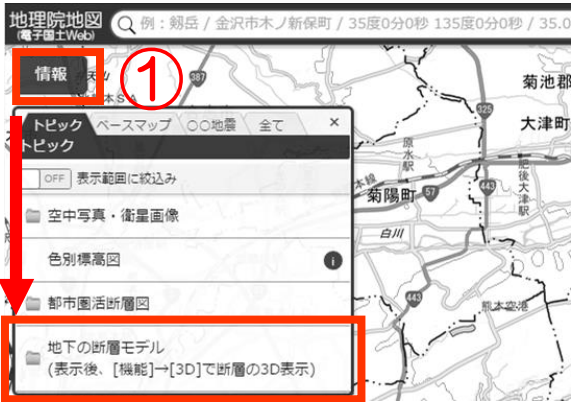 地理院地図
(電子国土Web)
例：剱岳 / 金沢市木ノ新保町 / 35度0分0秒 135度0分0秒 / 35.0
情報
①
387
菊池郡
325
大津町
トピック
ベースマップ
○○地震
全て
×
トピック
OFF
表示範囲に絞込み
原水駅
肥後大津駅
本線
菊陽町
57
443
空中写真・衛星画像
白川
色別標高図
i
443
都市圏活断層図
熊本空港
地下の断層モデル
(表示後、[機能]→[3D]で断層の3D表示)